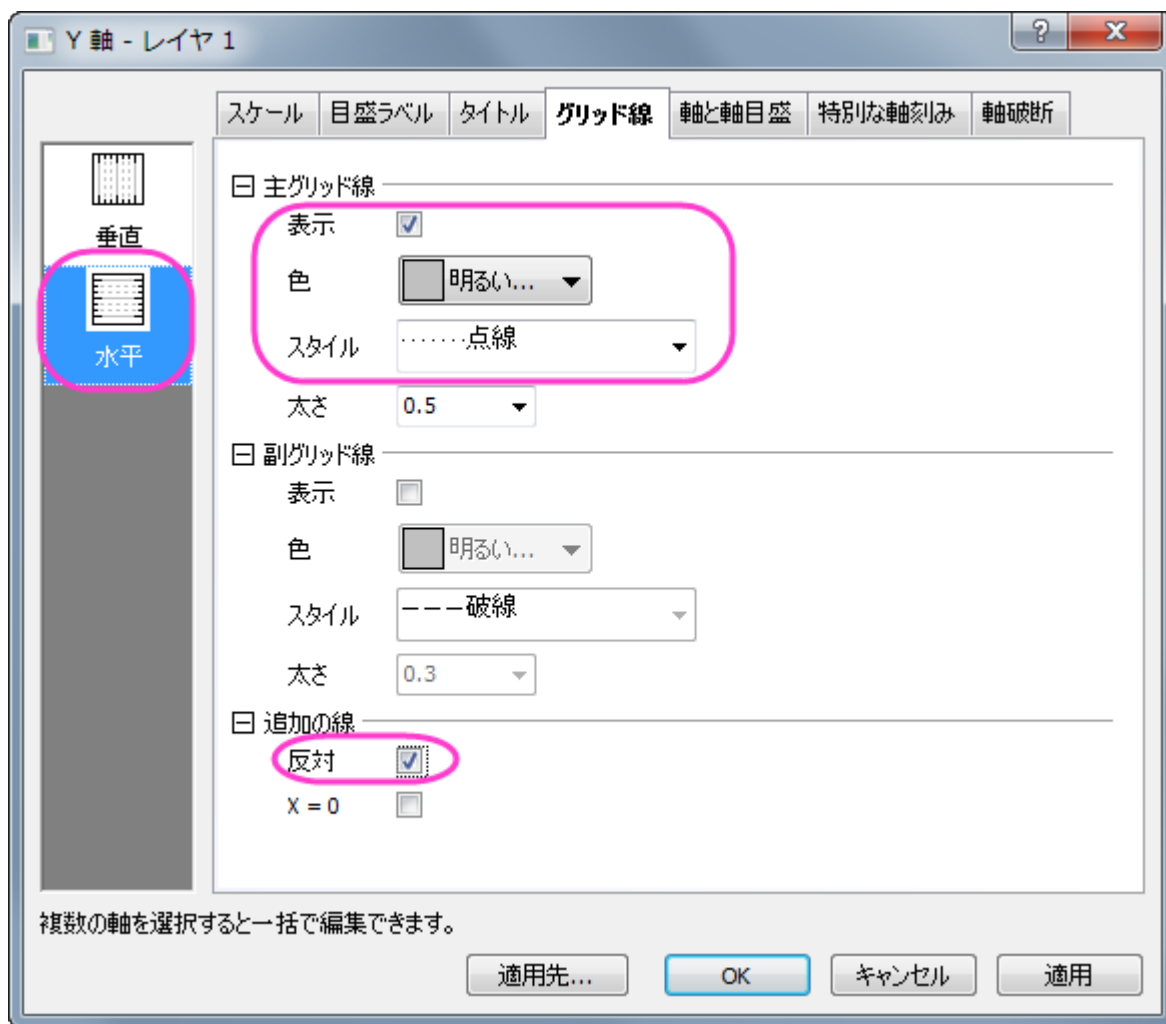 Y 軸 - レイヤ 1
スケール 目盛ラベル タイトル グリッド線 軸と軸目盛 特別な軸刻み 軸破断
垂直
水平
主グリッド線
表示
色 明るい...
スタイル ·······点線
太さ 0.5
副グリッド線
表示
色 明るい...
スタイル ---破線
太さ 0.3
追加の線
反対
X = 0
複数の軸を選択すると一括で編集できます。
適用先... OK キャンセル 適用